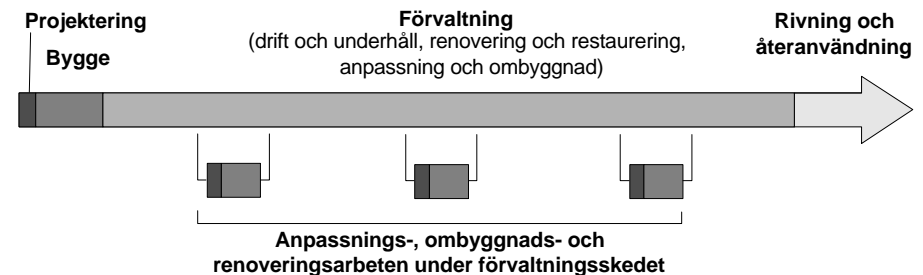 Projektering
Bygge
Förvaltning
(drift och underhåll, renovering och restaurering,
anpassning och ombyggnad)
Rivning och
återanvändning
Anpassnings-, ombyggnads- och
renoveringsarbeten under förvaltningsskedet